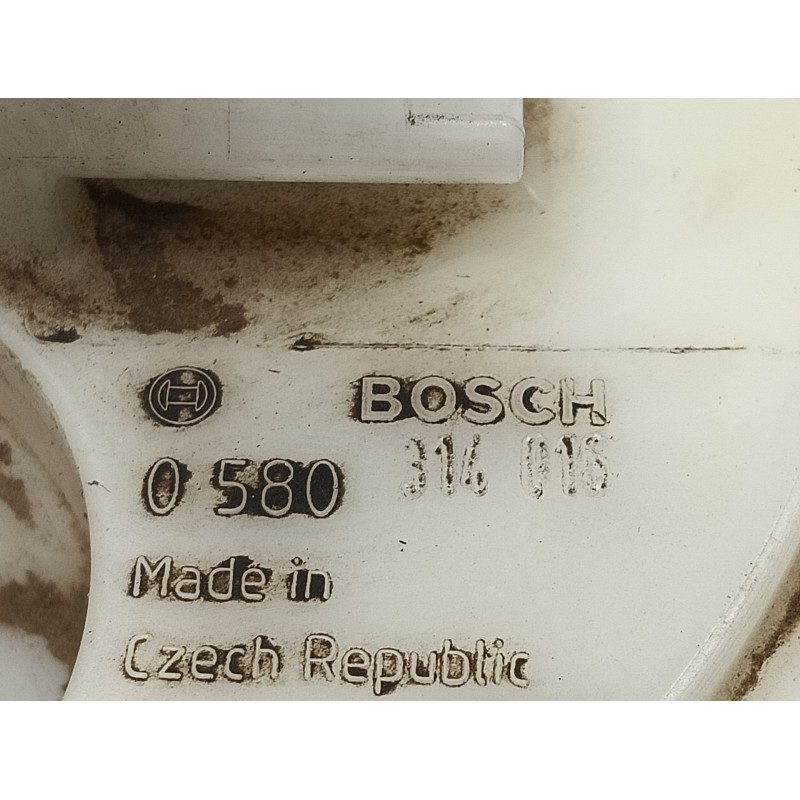 BOSCH
0 580 314 016
Made in
Czech Republic